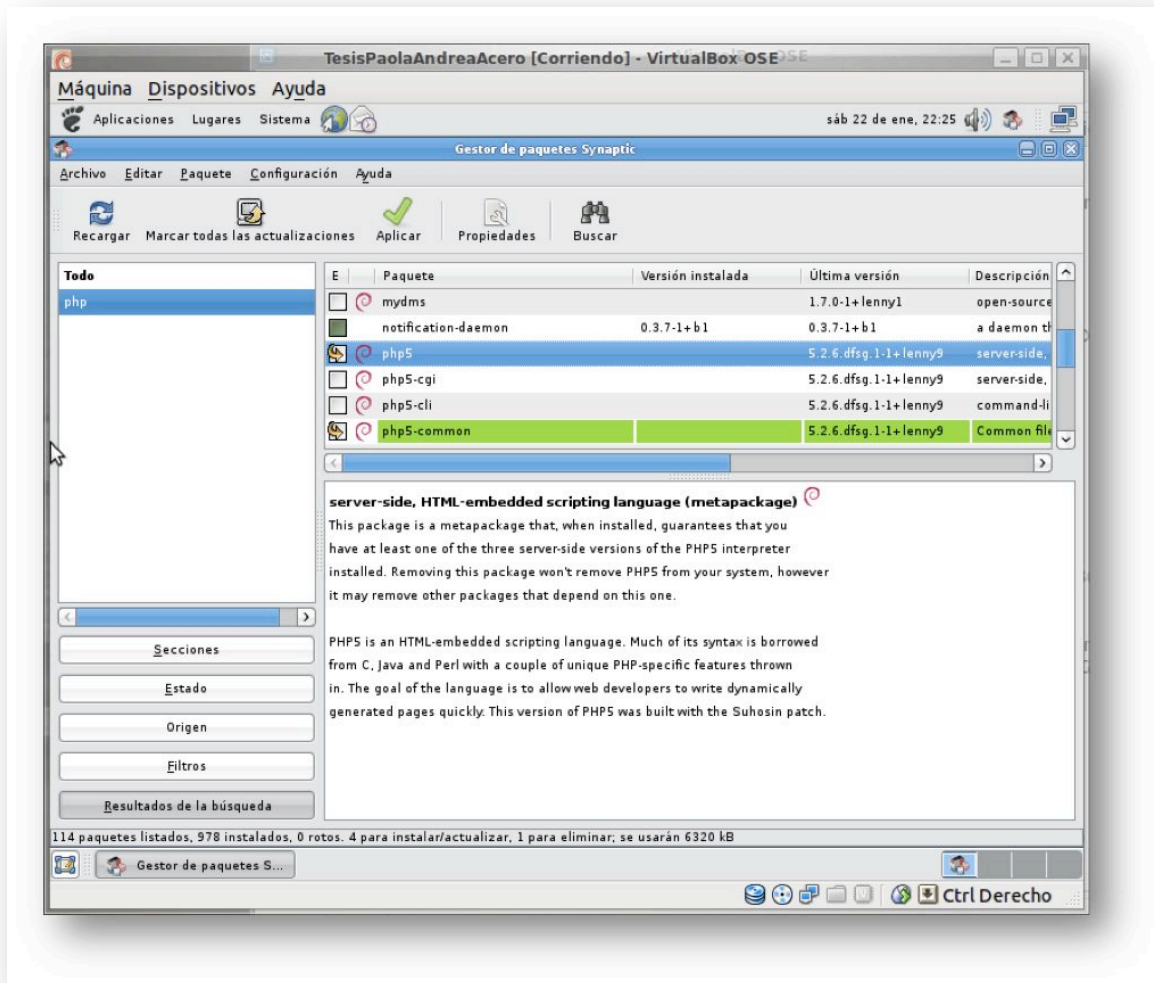 TesisPaolaAndreaAcero [Corriendo] - VirtualBox OSE
Máquina Dispositivos Ayuda
Aplicaciones Lugares Sistema sáb 22 de ene, 22:25
Gestor de paquetes Synaptic
Archivo Editar Paquete Configuración Ayuda
Recargar Marcar todas las actualizaciones Aplicar Propiedades Buscar
Todo
php
E Paquete Versión instalada Última versión Descripción
mydms 1.7.0-1+lenny1 open-source
notification-daemon 0.3.7-1+b1 0.3.7-1+b1 a daemon th
php5 5.2.6.dfsg.1-1+lenny9 server-side,
php5-cgi 5.2.6.dfsg.1-1+lenny9 server-side,
php5-cli 5.2.6.dfsg.1-1+lenny9 command-li
php5-common 5.2.6.dfsg.1-1+lenny9 Common file
server-side, HTML-embedded scripting language (metapackage)
This package is a metapackage that, when installed, guarantees that you
have at least one of the three server-side versions of the PHP5 interpreter
installed. Removing this package won't remove PHP5 from your system, however
it may remove other packages that depend on this one.
PHP5 is an HTML-embedded scripting language. Much of its syntax is borrowed
from C, Java and Perl with a couple of unique PHP-specific features thrown
in. The goal of the language is to allow web developers to write dynamically
generated pages quickly. This version of PHP5 was built with the Suhosin patch.
Secciones
Estado
Origen
Filtros
Resultados de la búsqueda
114 paquetes listados, 978 instalados, 0 rotos. 4 para instalar/actualizar, 1 para eliminar; se usarán 6320 kB
Gestor de paquetes S...
Ctrl Derecho